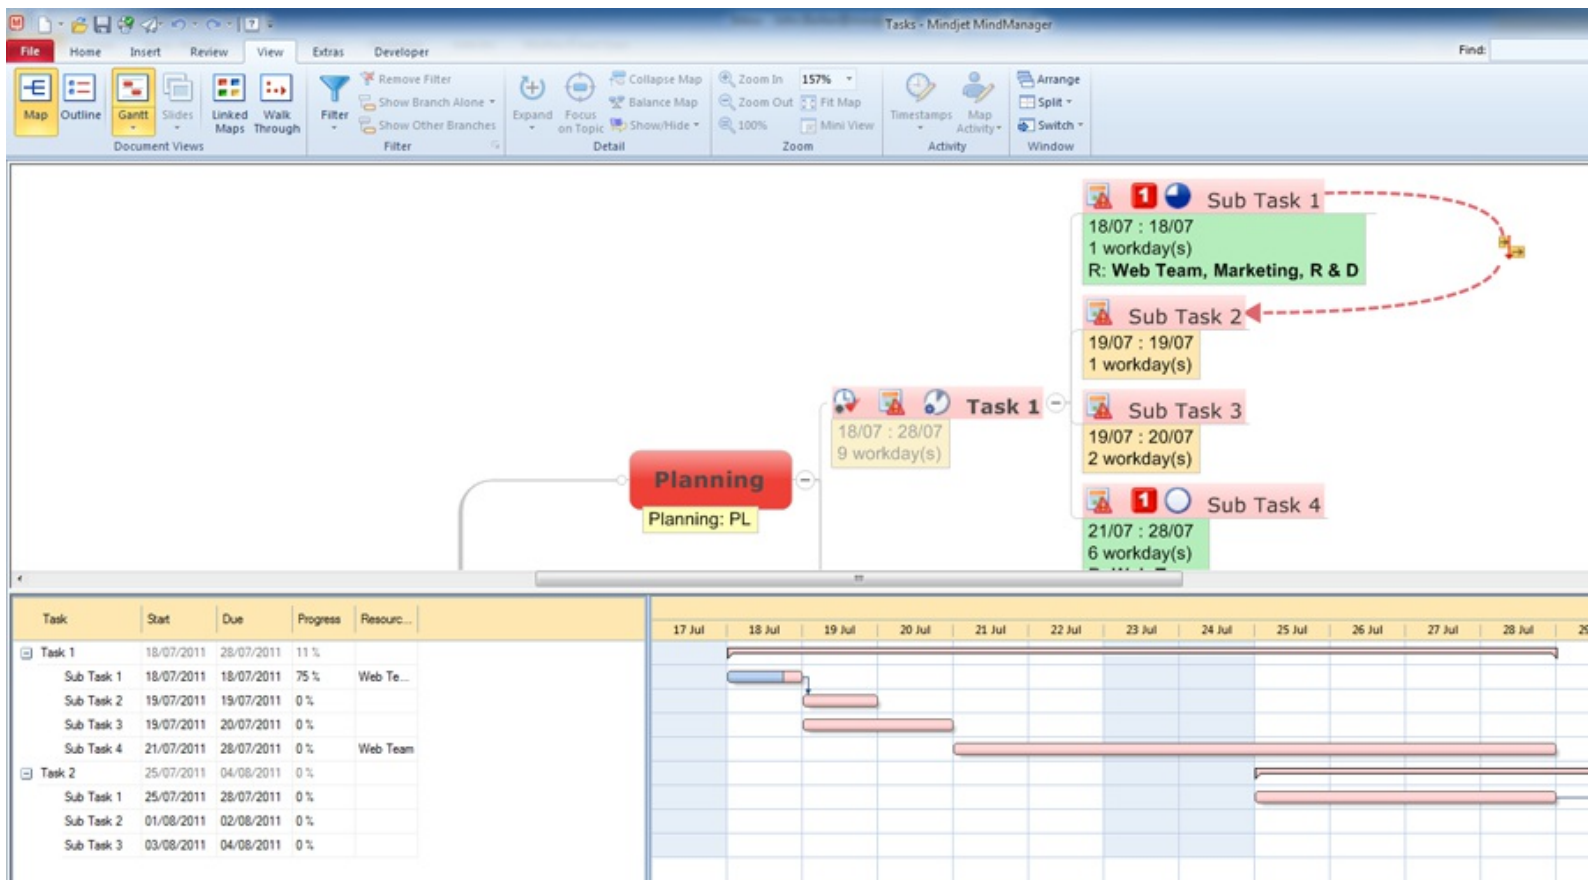 Tasks - Mindjet MindManager
File Home Insert Review View Extras Developer Find:
Map Outline Gantt Slides Linked Maps Walk Through
Document Views
Filter Remove Filter
Show Branch Alone
Show Other Branches
Filter
Expand Focus on Topic Collapse Map
Balance Map
Show/Hide
Detail
Zoom In 157%
Zoom Out Fit Map
100% Mini View
Zoom
Timestamps Map Activity
Activity
Arrange
Split
Switch
Window
1 Sub Task 1
18/07 : 18/07
1 workday(s)
R: Web Team, Marketing, R & D
Sub Task 2
19/07 : 19/07
1 workday(s)
Task 1
18/07 : 28/07
9 workday(s)
Sub Task 3
19/07 : 20/07
2 workday(s)
Planning
Planning: PL
1 Sub Task 4
21/07 : 28/07
6 workday(s)
Task Start Due Progress Resourc...
17 Jul 18 Jul 19 Jul 20 Jul 21 Jul 22 Jul 23 Jul 24 Jul 25 Jul 26 Jul 27 Jul 28 Jul 29
Task 1 18/07/2011 28/07/2011 11 %
Sub Task 1 18/07/2011 18/07/2011 75 % Web Te...
Sub Task 2 19/07/2011 19/07/2011 0 %
Sub Task 3 19/07/2011 20/07/2011 0 %
Sub Task 4 21/07/2011 28/07/2011 0 % Web Team
Task 2 25/07/2011 04/08/2011 0 %
Sub Task 1 25/07/2011 28/07/2011 0 %
Sub Task 2 01/08/2011 02/08/2011 0 %
Sub Task 3 03/08/2011 04/08/2011 0 %